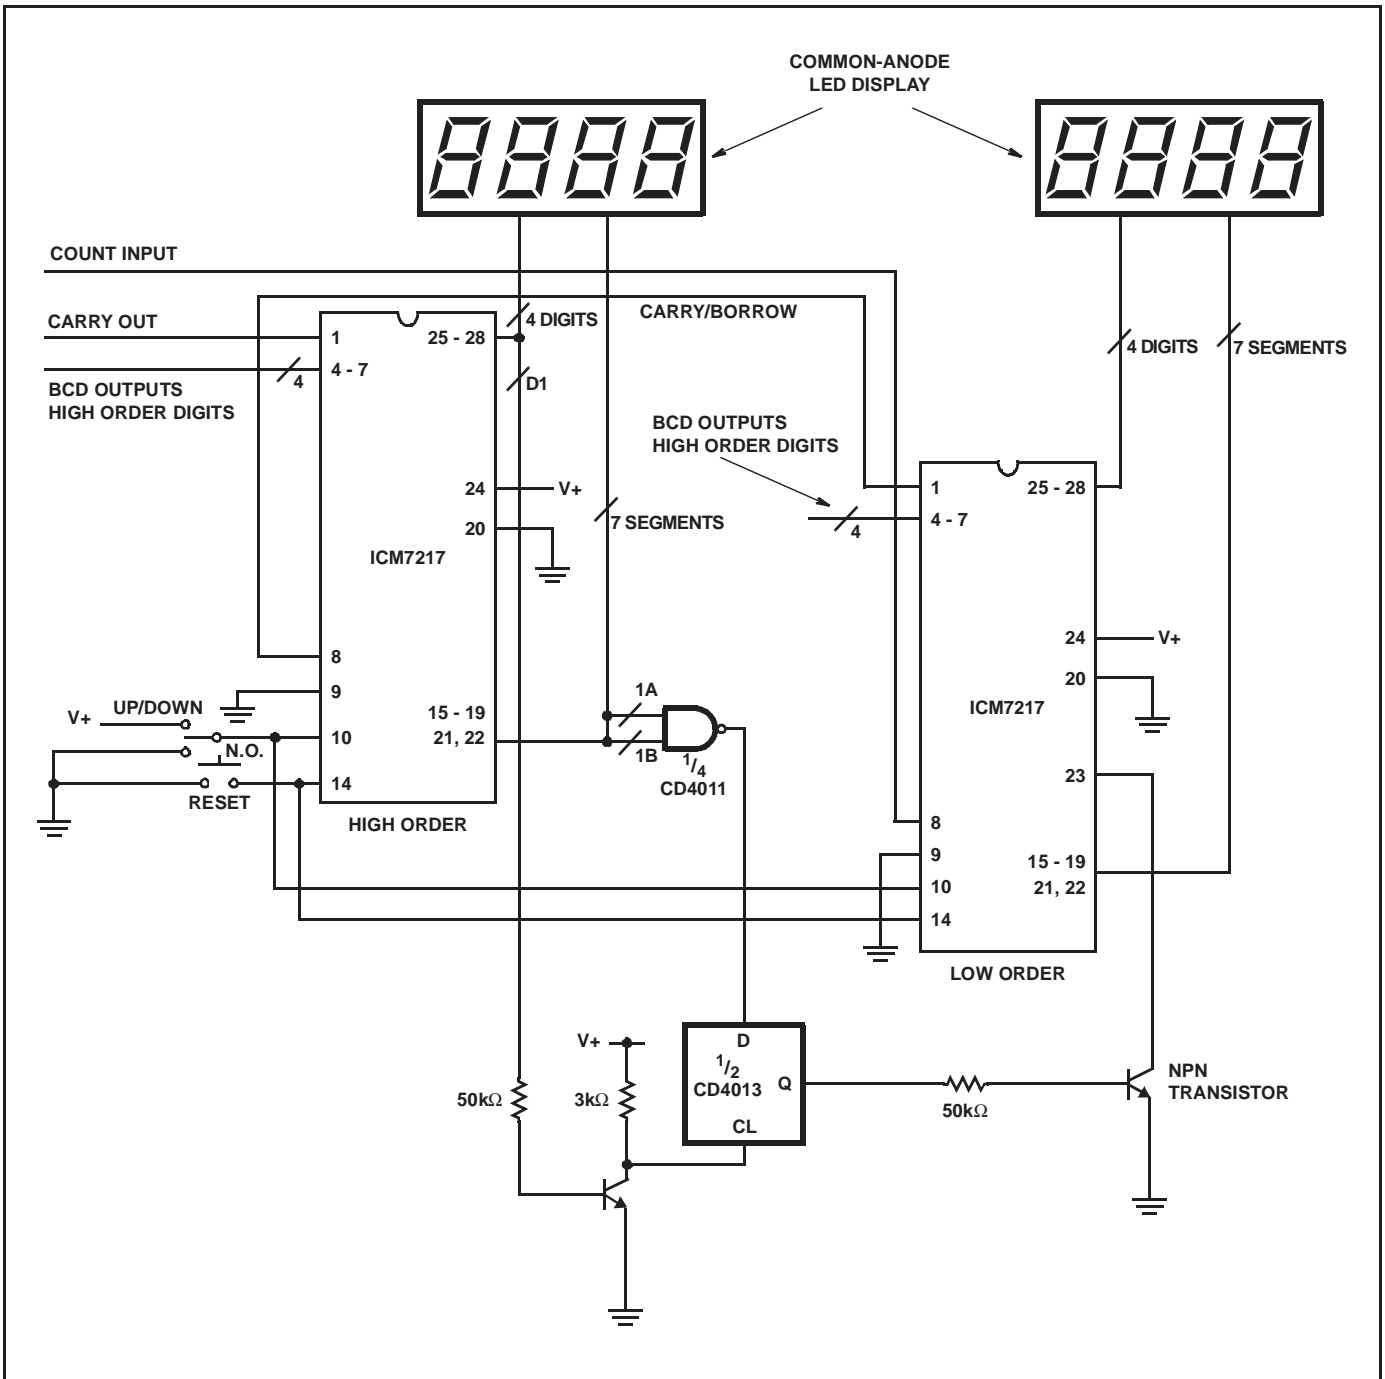 COMMON-ANODE
LED DISPLAY
COUNT INPUT
CARRY OUT
BCD OUTPUTS
HIGH ORDER DIGITS
4
1
4 - 7
25 - 28
4 DIGITS
D1
CARRY/BORROW
24
V+
20
ICM7217
7 SEGMENTS
8
9
10
14
15 - 19
21, 22
V+
UP/DOWN
N.O.
RESET
HIGH ORDER
1A
1B
1/4
CD4011
BCD OUTPUTS
HIGH ORDER DIGITS
4
4 DIGITS
7 SEGMENTS
1
4 - 7
25 - 28
24
V+
20
ICM7217
23
8
9
10
14
15 - 19
21, 22
LOW ORDER
V+
50kΩ
3kΩ
D
1/2
CD4013
Q
CL
50kΩ
NPN
TRANSISTOR